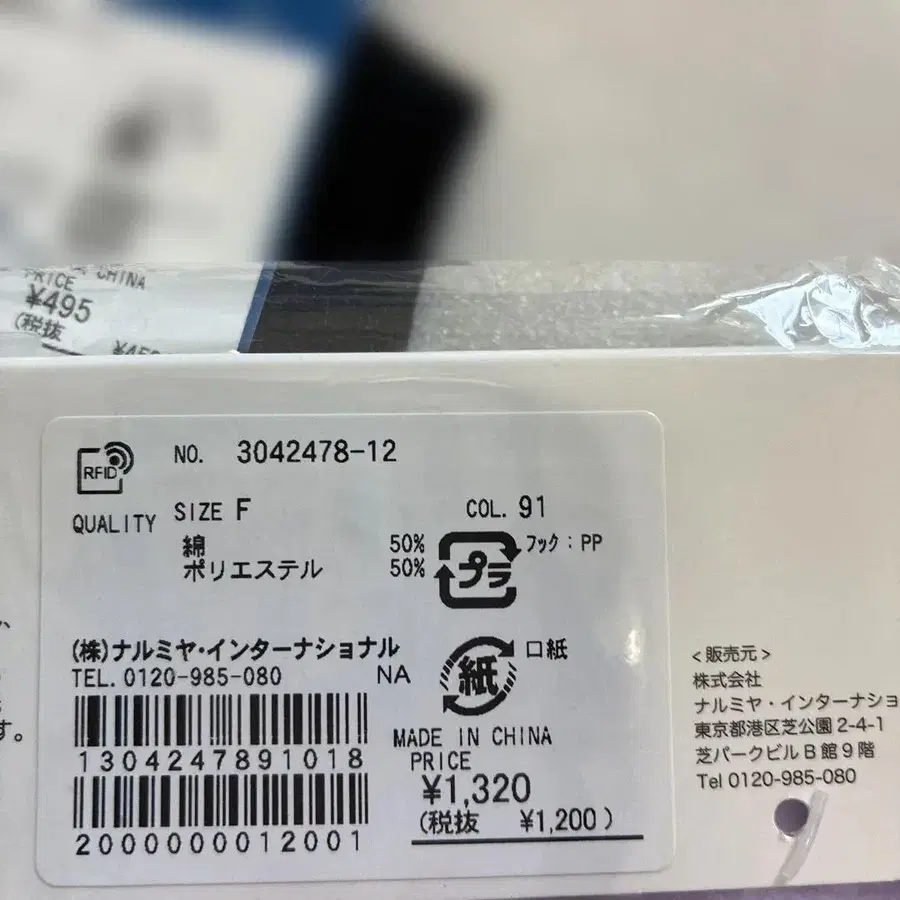 PRICE CHINA
¥495
(税抜
RFID
NO. 3042478-12
QUALITY SIZE F COL. 91
綿 50%
ポリエステル 50%
プラ フック:PP
(株)ナルミヤ・インターナショナル
TEL. 0120-985-080 NA
紙 口紙
1304247891018
2000000012001
MADE IN CHINA
PRICE
¥1,320
(税抜 ¥1,200)
<販売元>
株式会社
ナルミヤ・インターナショ
東京都港区芝公園 2-4-1
芝パークビル B 館 9 階
Tel 0120-985-080
す。